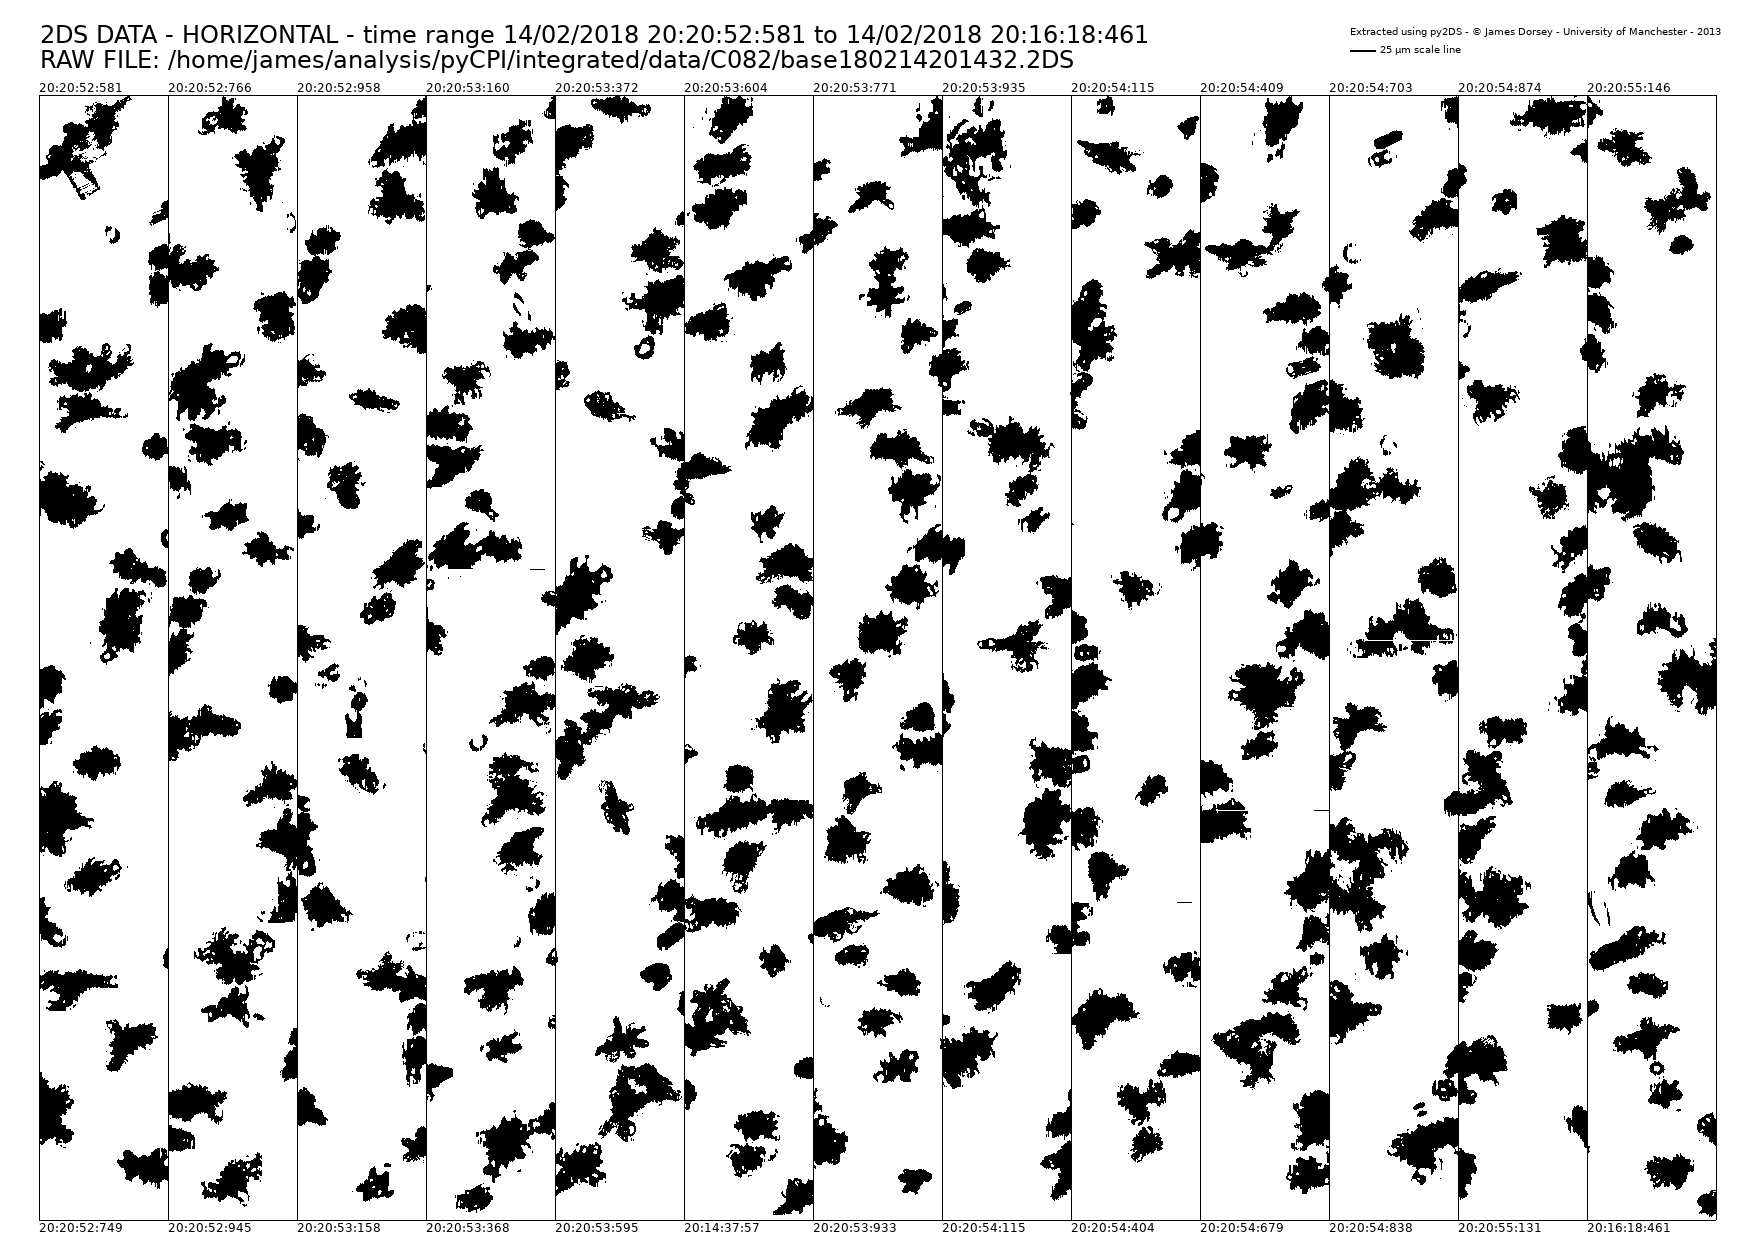 2DS DATA - HORIZONTAL - time range 14/02/2018 20:20:52:581 to 14/02/2018 20:16:18:461
RAW FILE: /home/james/analysis/pyCPI/integrated/data/C082/base180214201432.2DS
Extracted using py2DS - © James Dorsey - University of Manchester - 2013
25 µm scale line
20:20:52:581 20:20:52:766 20:20:52:958 20:20:53:160 20:20:53:372 20:20:53:604 20:20:53:771 20:20:53:935 20:20:54:115 20:20:54:409 20:20:54:703 20:20:54:874 20:20:55:146
20:20:52:749 20:20:52:945 20:20:53:158 20:20:53:368 20:20:53:595 20:14:37:57 20:20:53:933 20:20:54:115 20:20:54:404 20:20:54:679 20:20:54:838 20:20:55:131 20:16:18:461